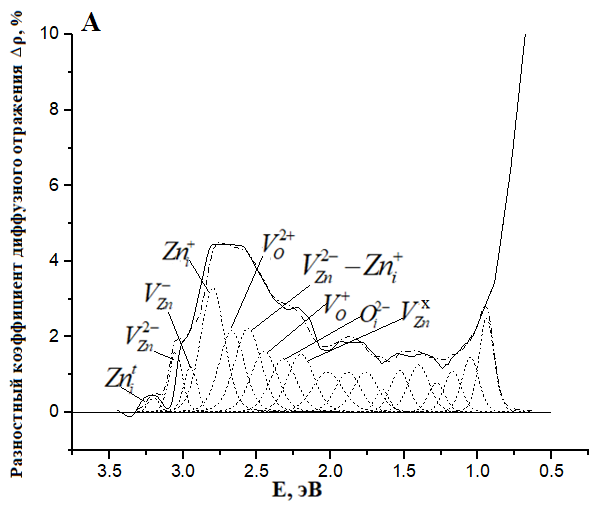 А
Разностный коэффициент диффузного отражения Δρ, %
10
8
6
4
2
0
Zn_i^+
V_O^{2+}
V_{Zn}^{2-} – Zn_i^+
V_{Zn}^-
V_O^+
O_i^{2-}
V_{Zn}^x
V_{Zn}^{2-}
Zn_i^t
3.5 3.0 2.5 2.0 1.5 1.0 0.5
E, эВ